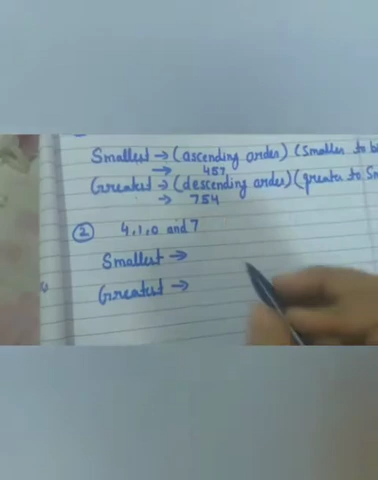 Smallest → (ascending order) (smaller to
→ 457
Greatest → (descending order) (greater to
→ 754
② 4, 1, 0 and 7
Smallest →
Greatest →